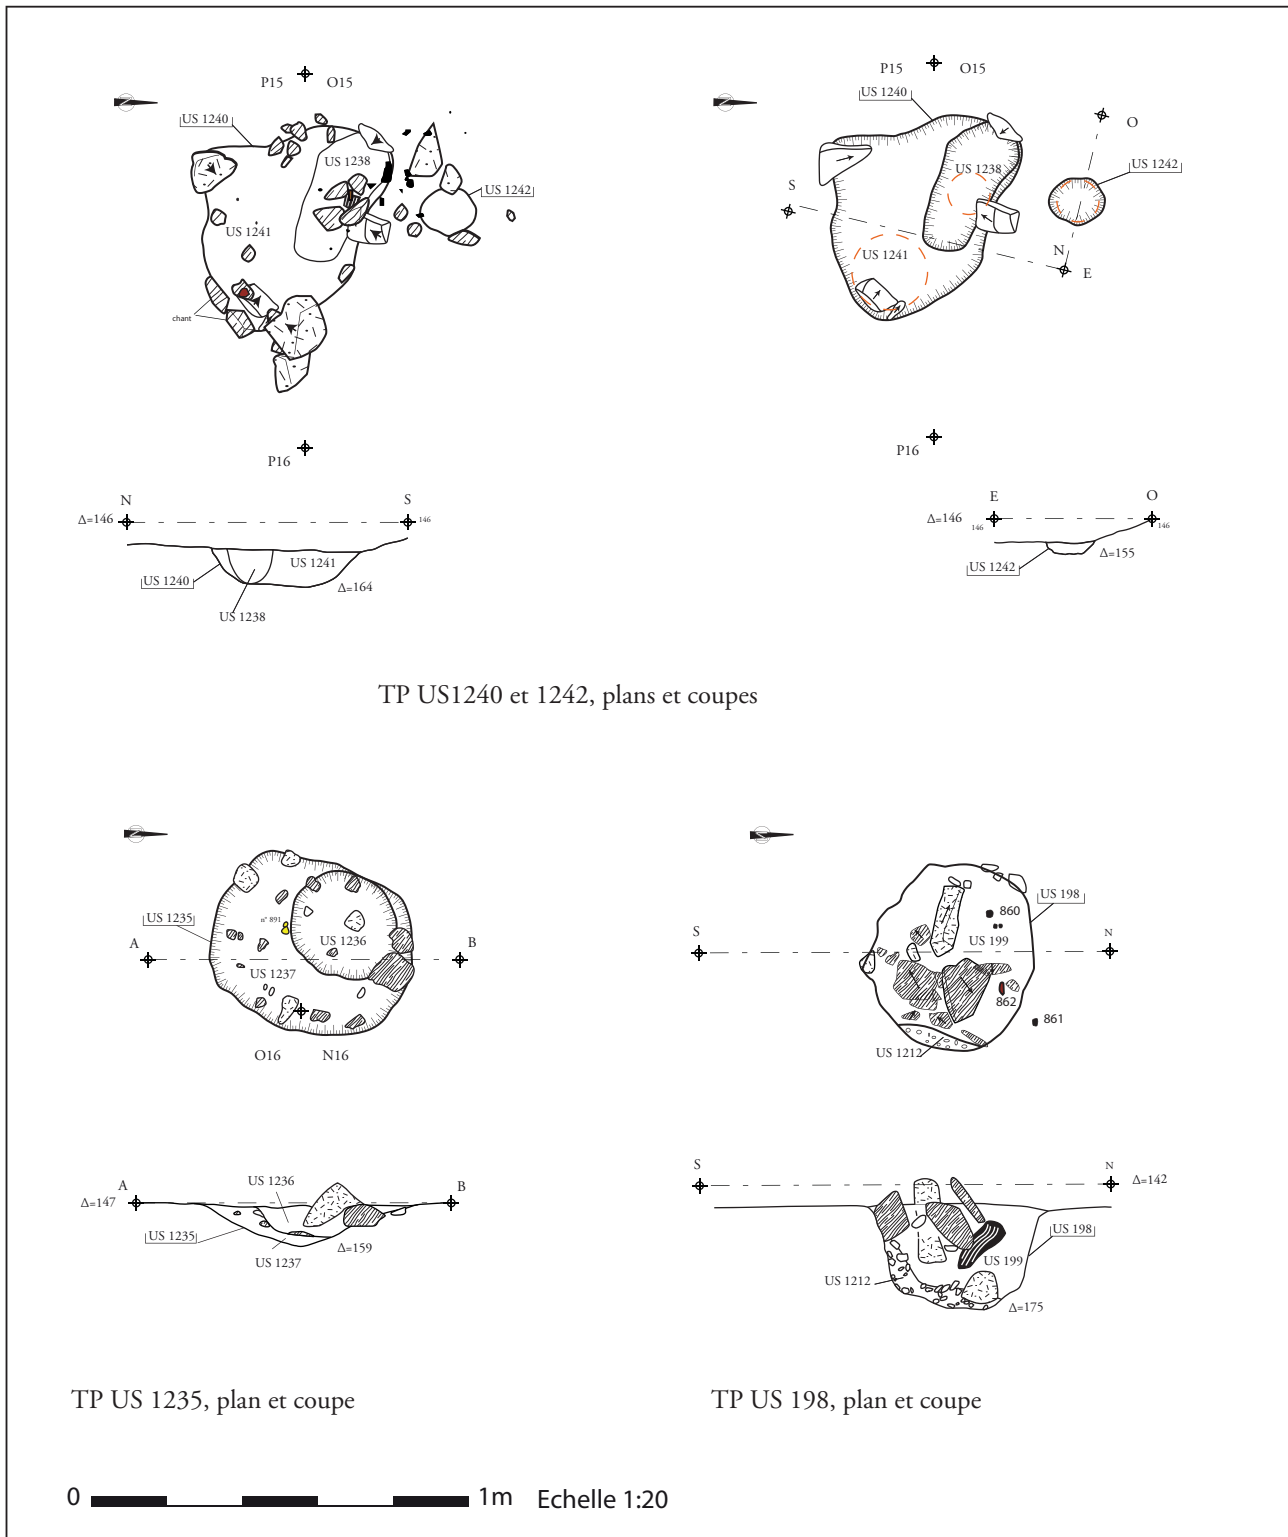 P15 O15
US 1240
US 1238
US 1242
US 1241
chant
P16
N S
Δ=146 146
US 1241
US 1240
Δ=164
US 1238
P15 O15
US 1240
O
US 1242
US 1238
S
N
US 1241
E
P16
E O
Δ=146 146 146
Δ=155
US 1242
TP US1240 et 1242, plans et coupes
US 1235
n° 891
US 1236
A B
US 1237
O16 N16
A B
US 1236
Δ=147
US 1235
Δ=159
US 1237
TP US 1235, plan et coupe
US 198
860
S US 199 N
862
861
US 1212
S N
Δ=142
US 198
US 199
US 1212
Δ=175
TP US 198, plan et coupe
0 1m Echelle 1:20